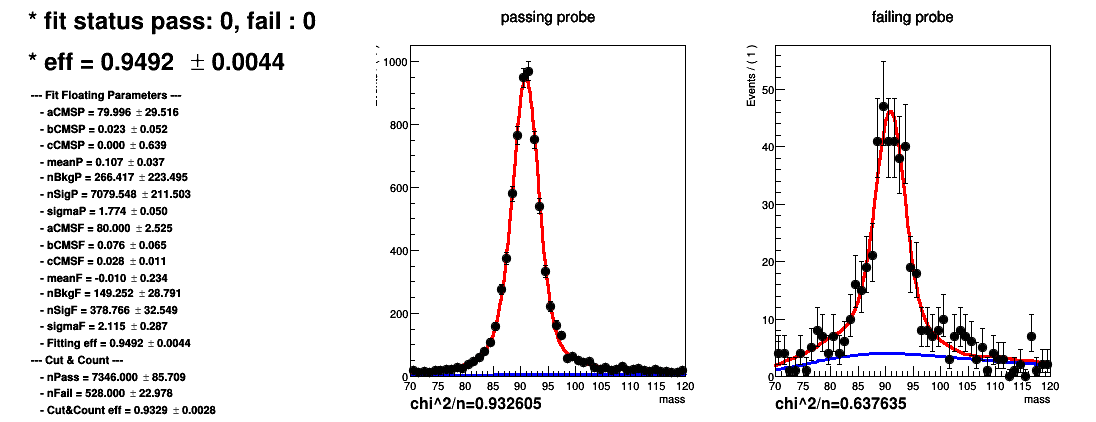 * fit status pass: 0, fail : 0
* eff = 0.9492 ± 0.0044
--- Fit Floating Parameters ---
- aCMSP = 79.996 ± 29.516
- bCMSP = 0.023 ± 0.052
- cCMSP = 0.000 ± 0.639
- meanP = 0.107 ± 0.037
- nBkgP = 266.417 ± 223.495
- nSigP = 7079.548 ± 211.503
- sigmaP = 1.774 ± 0.050
- aCMSF = 80.000 ± 2.525
- bCMSF = 0.076 ± 0.065
- cCMSF = 0.028 ± 0.011
- meanF = -0.010 ± 0.234
- nBkgF = 149.252 ± 28.791
- nSigF = 378.766 ± 32.549
- sigmaF = 2.115 ± 0.287
- Fitting eff = 0.9492 ± 0.0044
--- Cut & Count ---
- nPass = 7346.000 ± 85.709
- nFail = 528.000 ± 22.978
- Cut&Count eff = 0.9329 ± 0.0028
passing probe
1000
800
600
400
200
0
70 75 80 85 90 95 100 105 110 115 120
mass
chi^2/n=0.932605
failing probe
Events / ( 1 )
50
40
30
20
10
0
70 75 80 85 90 95 100 105 110 115 120
mass
chi^2/n=0.637635